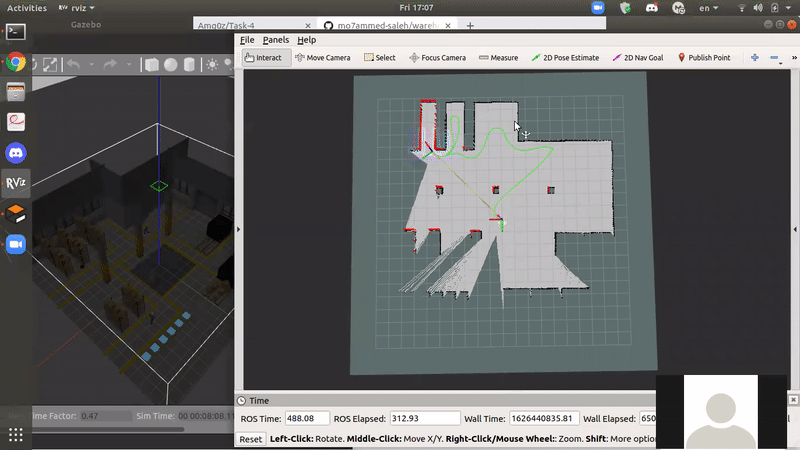 Activities
rviz
Fri 17:07
en
Gazebo
Amq0z/Task-4
mo7ammed-saleh/wareh
File Panels Help
Interact Move Camera Select Focus Camera Measure 2D Pose Estimate 2D Nav Goal Publish Point
RViz
Time Factor: 0.47 Sim Time: 00 00:08:08.11
Time
ROS Time: 488.08 ROS Elapsed: 312.93 Wall Time: 1626440835.81 Wall Elapsed: 650
Reset Left-Click: Rotate. Middle-Click: Move X/Y. Right-Click/Mouse Wheel:: Zoom. Shift: More option